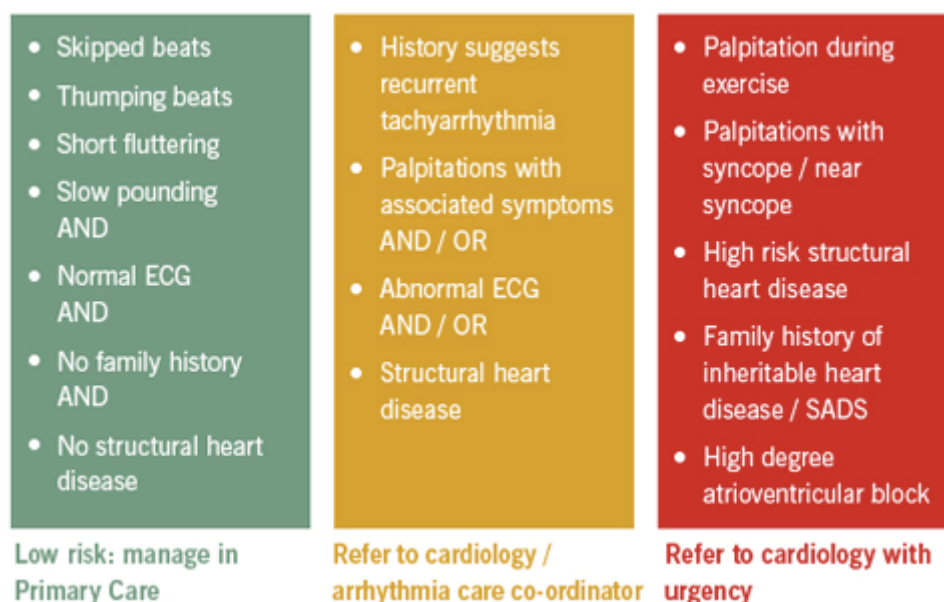 • Skipped beats
• Thumping beats
• Short fluttering
• Slow pounding
AND
• Normal ECG
AND
• No family history
AND
• No structural heart
disease
Low risk: manage in
Primary Care
• History suggests
recurrent
tachyarrhythmia
• Palpitations with
associated symptoms
AND / OR
• Abnormal ECG
AND / OR
• Structural heart
disease
Refer to cardiology /
arrhythmia care co-ordinator
• Palpitation during
exercise
• Palpitations with
syncope / near
syncope
• High risk structural
heart disease
• Family history of
inheritable heart
disease / SADS
• High degree
atrioventricular block
Refer to cardiology with
urgency